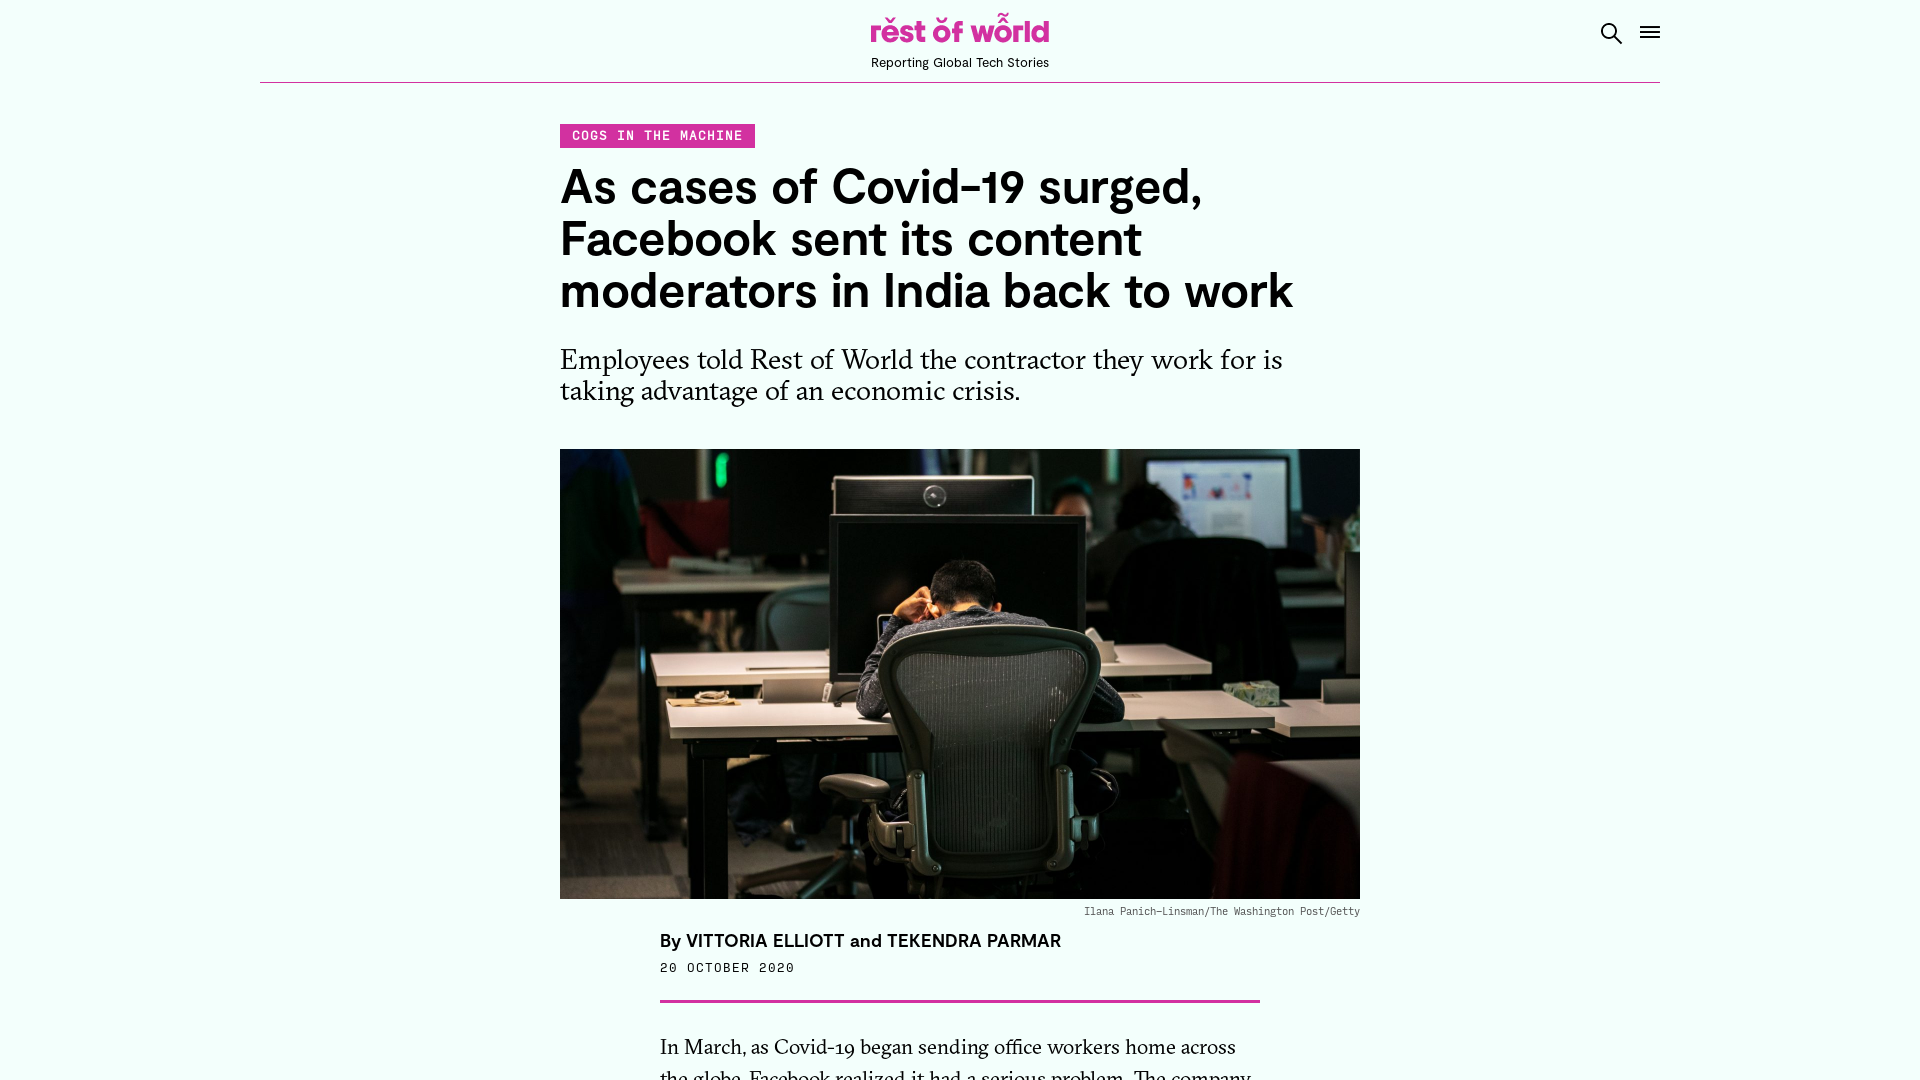 rest of world
Reporting Global Tech Stories
COGS IN THE MACHINE
As cases of Covid-19 surged,
Facebook sent its content
moderators in India back to work
Employees told Rest of World the contractor they work for is
taking advantage of an economic crisis.
Ilana Panich-Linsman/The Washington Post/Getty
By VITTORIA ELLIOTT and TEKENDRA PARMAR
20 OCTOBER 2020
In March, as Covid-19 began sending office workers home across
the globe, Facebook realized it had a serious problem. The company